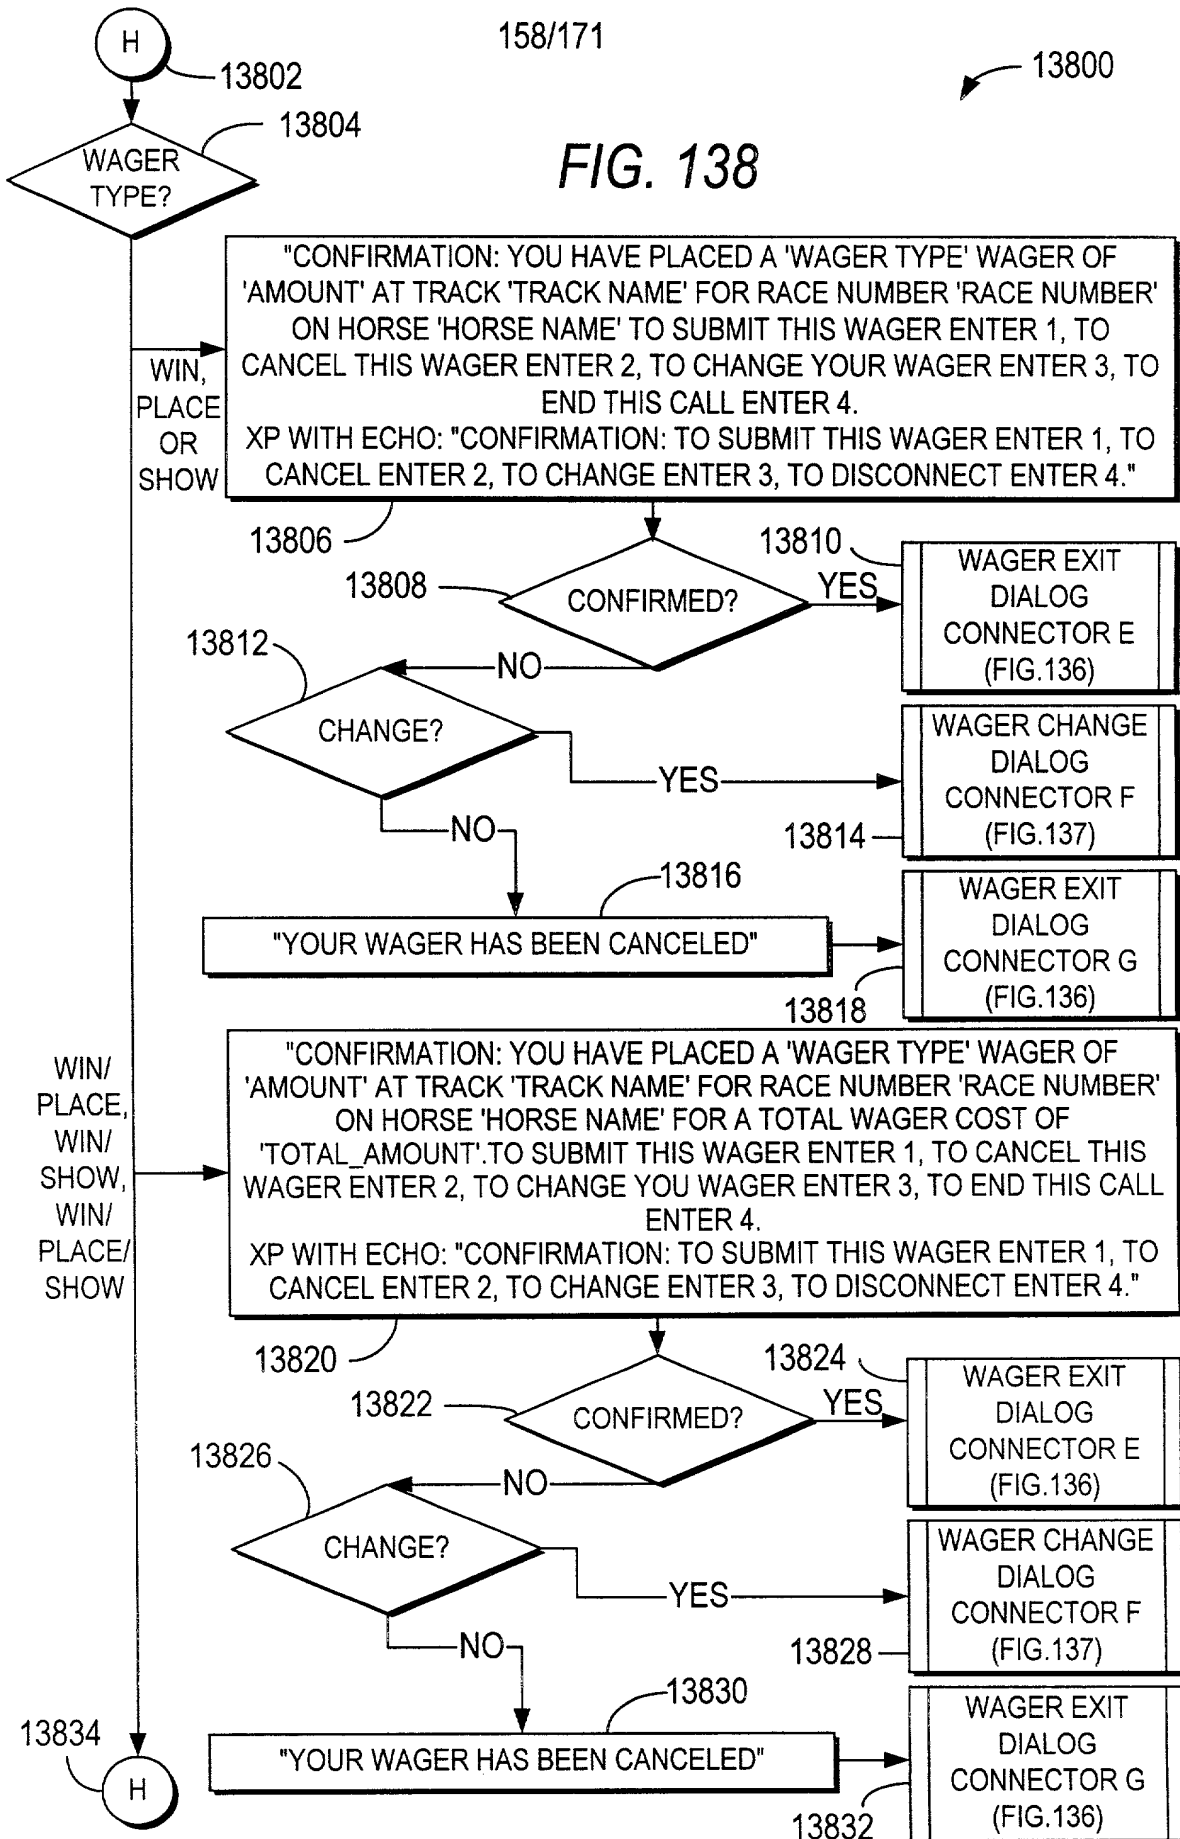 158/171
H
13802
13800
13804
WAGER
TYPE?
FIG. 138
"CONFIRMATION: YOU HAVE PLACED A 'WAGER TYPE' WAGER OF
'AMOUNT' AT TRACK 'TRACK NAME' FOR RACE NUMBER 'RACE NUMBER'
ON HORSE 'HORSE NAME' TO SUBMIT THIS WAGER ENTER 1, TO
CANCEL THIS WAGER ENTER 2, TO CHANGE YOUR WAGER ENTER 3, TO
END THIS CALL ENTER 4.
XP WITH ECHO: "CONFIRMATION: TO SUBMIT THIS WAGER ENTER 1, TO
CANCEL ENTER 2, TO CHANGE ENTER 3, TO DISCONNECT ENTER 4."
WIN,
PLACE
OR
SHOW
13806
13808
CONFIRMED?
YES
13810
WAGER EXIT
DIALOG
CONNECTOR E
(FIG.136)
NO
13812
CHANGE?
YES
WAGER CHANGE
DIALOG
CONNECTOR F
(FIG.137)
13814
NO
13816
"YOUR WAGER HAS BEEN CANCELED"
WAGER EXIT
DIALOG
CONNECTOR G
(FIG.136)
13818
WIN/
PLACE,
WIN/
SHOW,
WIN/
PLACE/
SHOW
"CONFIRMATION: YOU HAVE PLACED A 'WAGER TYPE' WAGER OF
'AMOUNT' AT TRACK 'TRACK NAME' FOR RACE NUMBER 'RACE NUMBER'
ON HORSE 'HORSE NAME' FOR A TOTAL WAGER COST OF
'TOTAL_AMOUNT'.TO SUBMIT THIS WAGER ENTER 1, TO CANCEL THIS
WAGER ENTER 2, TO CHANGE YOU WAGER ENTER 3, TO END THIS CALL
ENTER 4.
XP WITH ECHO: "CONFIRMATION: TO SUBMIT THIS WAGER ENTER 1, TO
CANCEL ENTER 2, TO CHANGE ENTER 3, TO DISCONNECT ENTER 4."
13820
13822
CONFIRMED?
YES
13824
WAGER EXIT
DIALOG
CONNECTOR E
(FIG.136)
NO
13826
CHANGE?
YES
WAGER CHANGE
DIALOG
CONNECTOR F
(FIG.137)
13828
NO
13830
"YOUR WAGER HAS BEEN CANCELED"
WAGER EXIT
DIALOG
CONNECTOR G
(FIG.136)
13832
13834
H